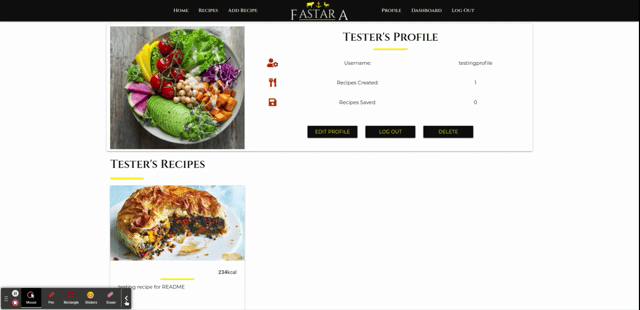 Home Recipes Add Recipe FASTARA Profile Dashboard Log Out
Tester's Profile
Username: testingprofile
Recipes Created: 1
Recipes Saved: 0
EDIT PROFILE LOG OUT DELETE
Tester's Recipes
234kcal
testing recipe for README
Mouse Pen Rectangle Stickers Eraser